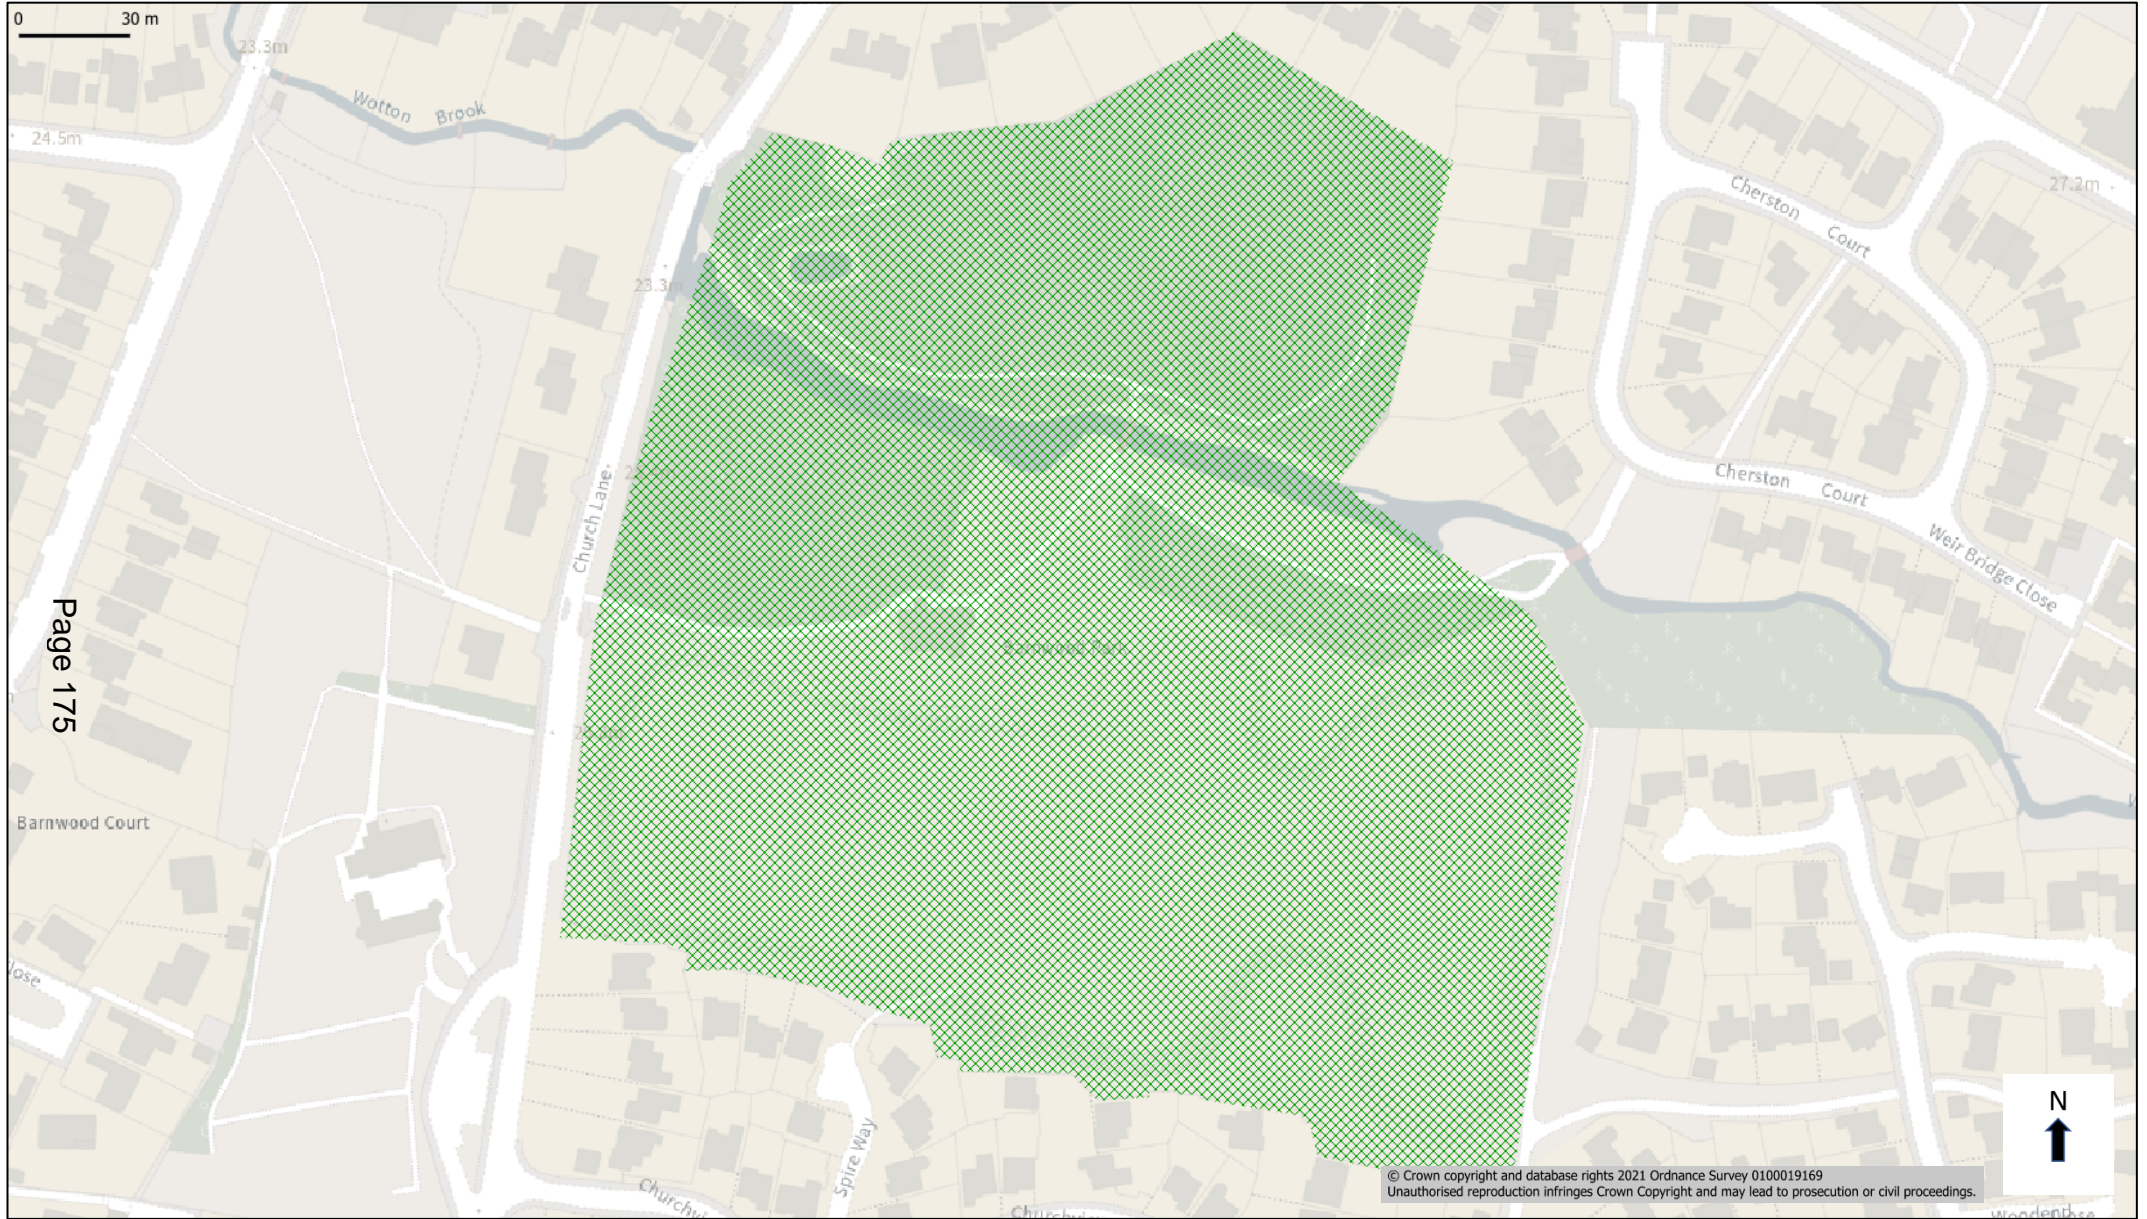 0 30 m
23.3m
Wotton Brook
24.5m
27.2m
Cherston
Court
23.3m
Church Lane
Cherston Court
Weir Bridge Close
Page 175
Barnwood Park
Barnwood Court
Spire Way
N
© Crown copyright and database rights 2021 Ordnance Survey 0100019169
Unauthorised reproduction infringes Crown Copyright and may lead to prosecution or civil proceedings.